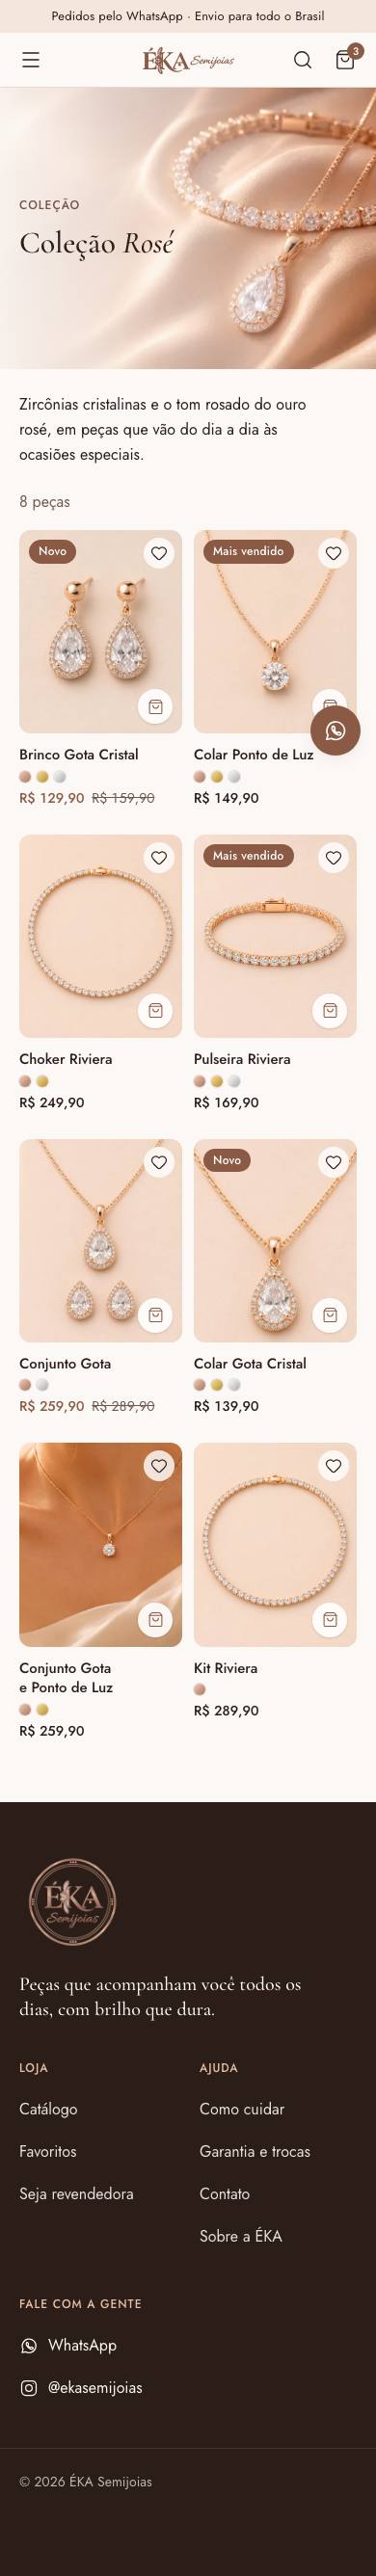 Pedidos pelo WhatsApp · Envio para todo o Brasil
ÉKA Semijoias
3
COLEÇÃO
Coleção Rosé
Zircônias cristalinas e o tom rosado do ouro
rosé, em peças que vão do dia a dia às
ocasiões especiais.
8 peças
Novo
Mais vendido
Brinco Gota Cristal
Colar Ponto de Luz
R$ 129,90 R$ 159,90
R$ 149,90
Mais vendido
Choker Riviera
Pulseira Riviera
R$ 249,90
R$ 169,90
Novo
Conjunto Gota
Colar Gota Cristal
R$ 259,90 R$ 289,90
R$ 139,90
Conjunto Gota
e Ponto de Luz
Kit Riviera
R$ 259,90
R$ 289,90
ÉKA
Semijoias
Peças que acompanham você todos os
dias, com brilho que dura.
LOJA
AJUDA
Catálogo
Como cuidar
Favoritos
Garantia e trocas
Seja revendedora
Contato
Sobre a ÉKA
FALE COM A GENTE
WhatsApp
@ekasemijoias
© 2026 ÉKA Semijoias